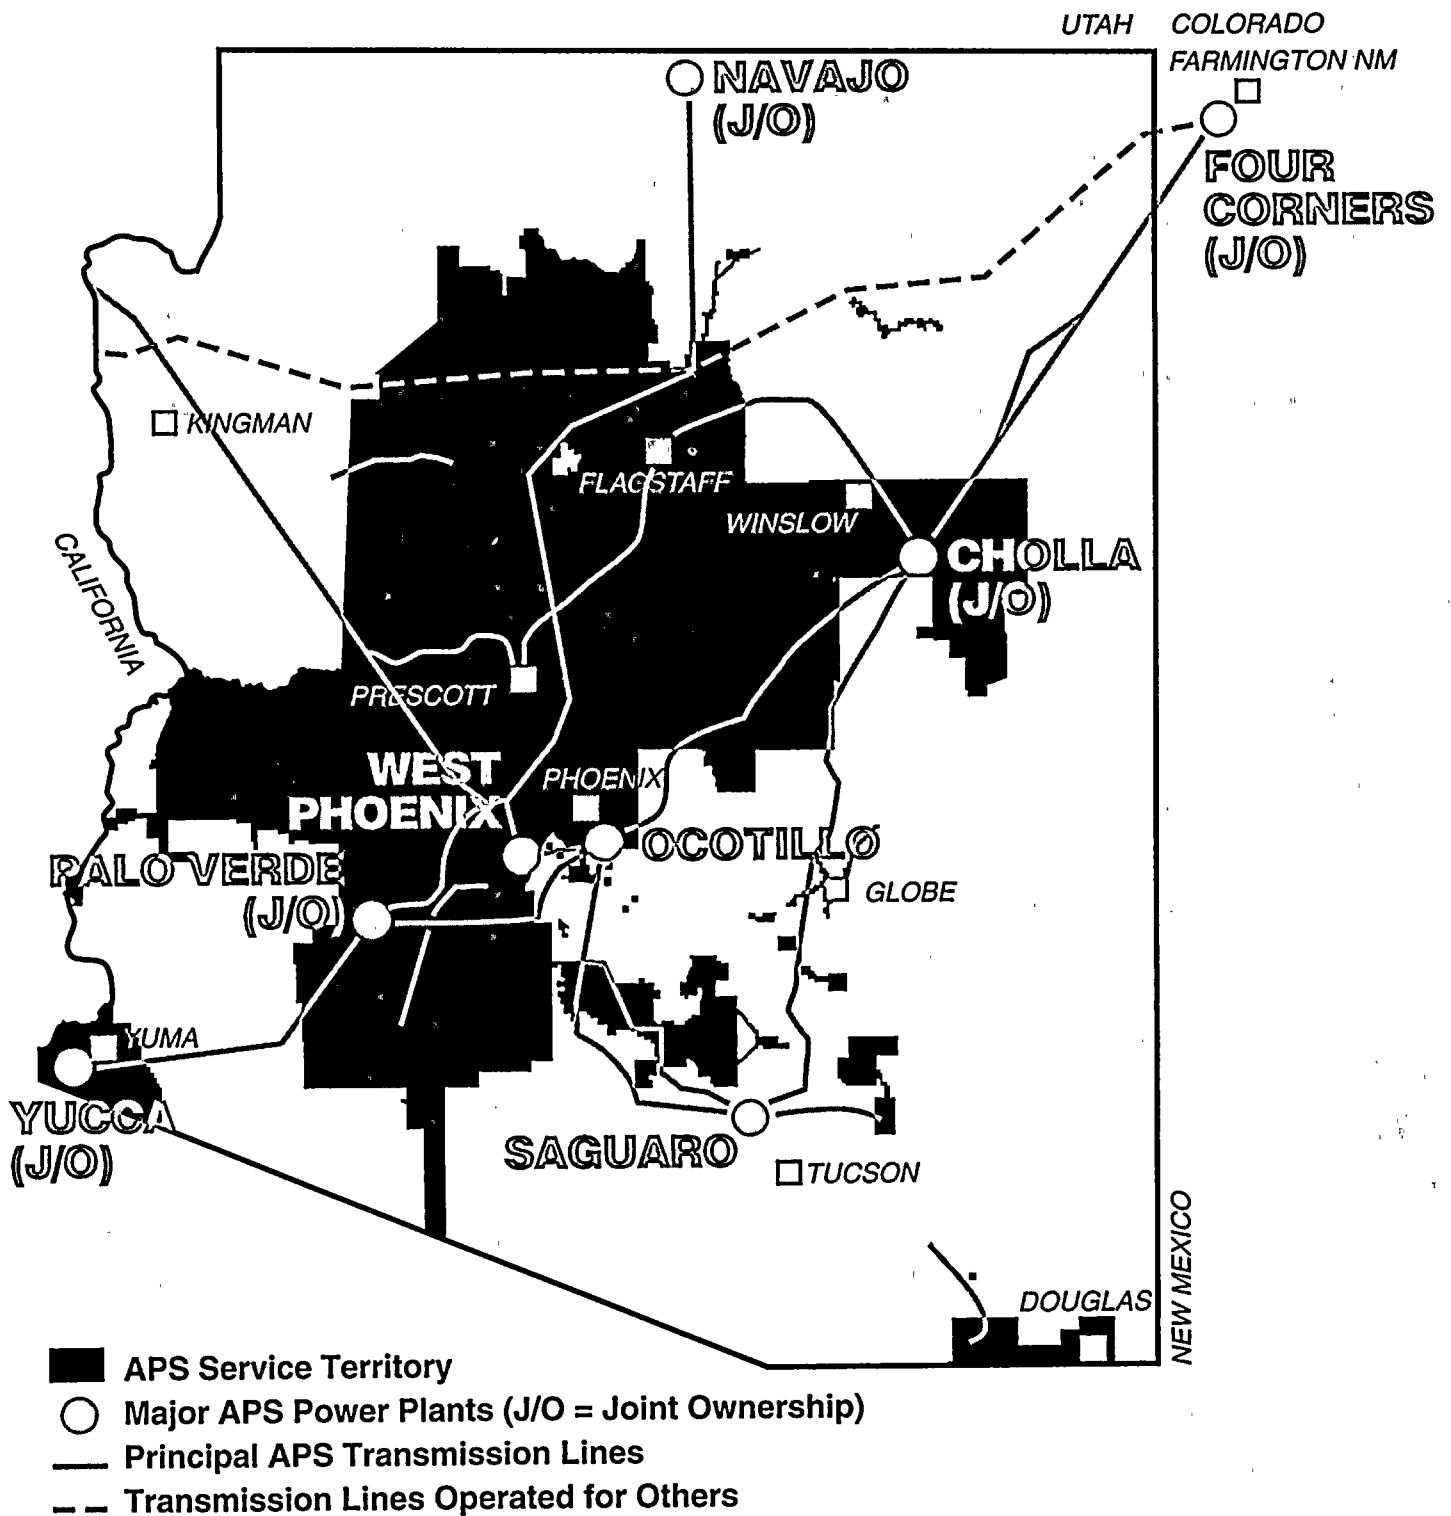 UTAH COLORADO
FARMINGTON NM
NAVAJO
(J/O)
FOUR
CORNERS
(J/O)
KINGMAN
FLAGSTAFF
WINSLOW
CHOLLA
(J/O)
CALIFORNIA
PRESCOTT
WEST
PHOENIX
PHOENIX
OCOTILLO
PALO VERDE
(J/O)
GLOBE
YUMA
YUCCA
(J/O)
SAGUARO
TUCSON
NEW MEXICO
DOUGLAS
APS Service Territory
Major APS Power Plants (J/O = Joint Ownership)
Principal APS Transmission Lines
Transmission Lines Operated for Others